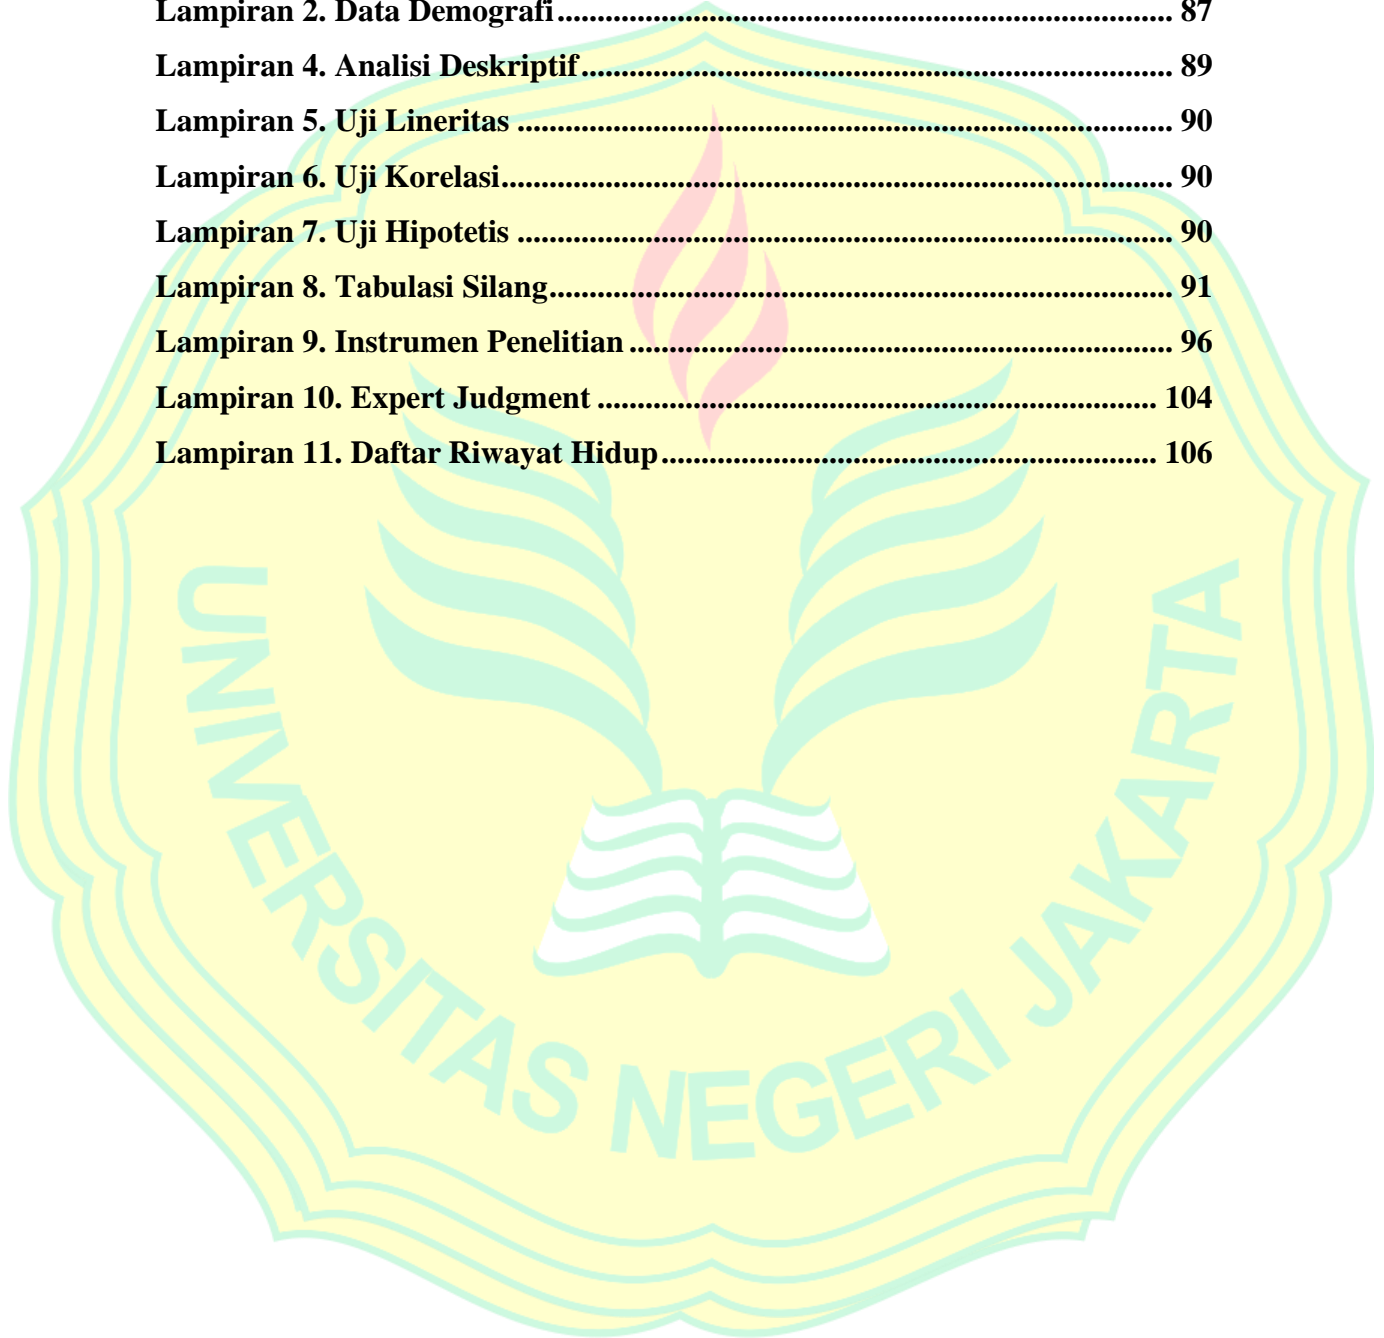 Lampiran 2. Data Demografi........................................................................... 87
Lampiran 4. Analisi Deskriptif........................................................................ 89
Lampiran 5. Uji Lineritas ................................................................................ 90
Lampiran 6. Uji Korelasi.................................................................................. 90
Lampiran 7. Uji Hipotetis ................................................................................ 90
Lampiran 8. Tabulasi Silang............................................................................ 91
Lampiran 9. Instrumen Penelitian .................................................................. 96
Lampiran 10. Expert Judgment .................................................................... 104
Lampiran 11. Daftar Riwayat Hidup............................................................. 106
UNIVERSITAS NEGERI JAKARTA